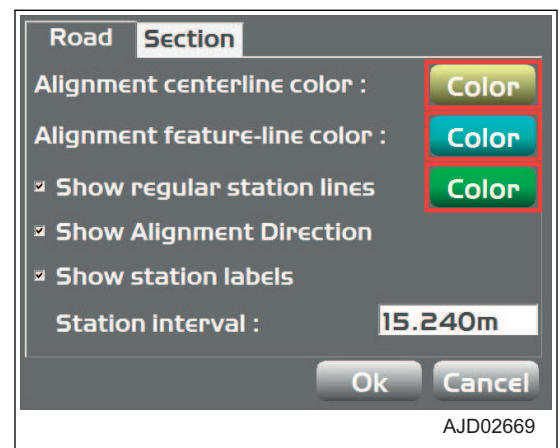 Road Section
Alignment centerline color : Color
Alignment feature-line color : Color
Show regular station lines Color
Show Alignment Direction
Show station labels
Station interval : 15.240m
Ok Cancel
AJD02669